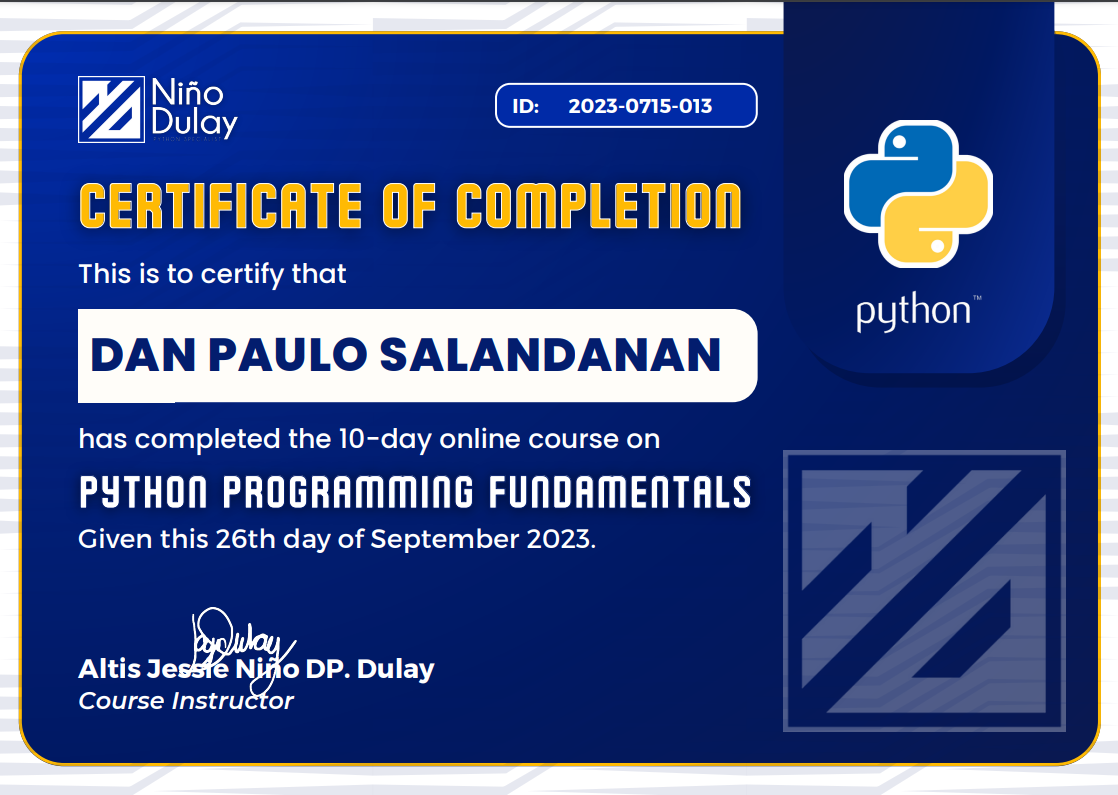 Niño
Dulay
ID: 2023-0715-013
CERTIFICATE OF COMPLETION
This is to certify that
DAN PAULO SALANDANAN
has completed the 10-day online course on
PYTHON PROGRAMMING FUNDAMENTALS
Given this 26th day of September 2023.
Altis Jessie Niño DP. Dulay
Course Instructor
python™